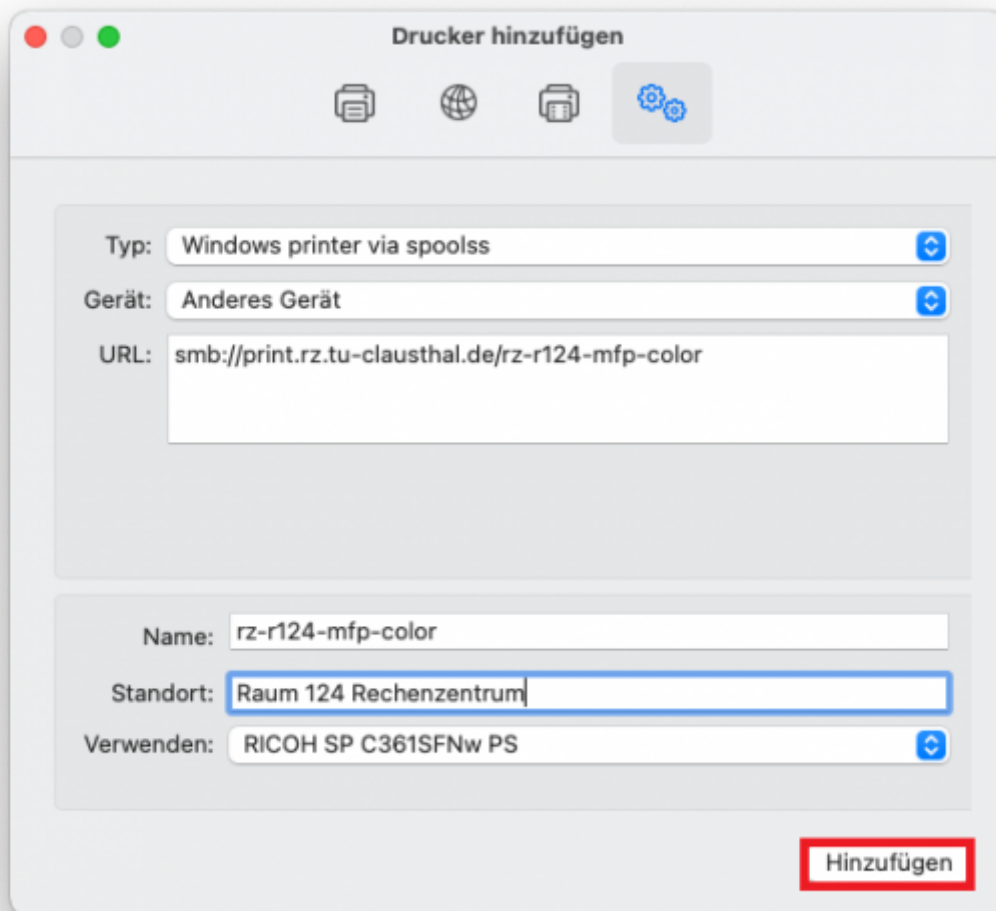 Drucker hinzufügen
Typ: Windows printer via spoolss
Gerät: Anderes Gerät
URL: smb://print.rz.tu-clausthal.de/rz-r124-mfp-color
Name: rz-r124-mfp-color
Standort: Raum 124 Rechenzentrum
Verwenden: RICOH SP C361SFNw PS
Hinzufügen